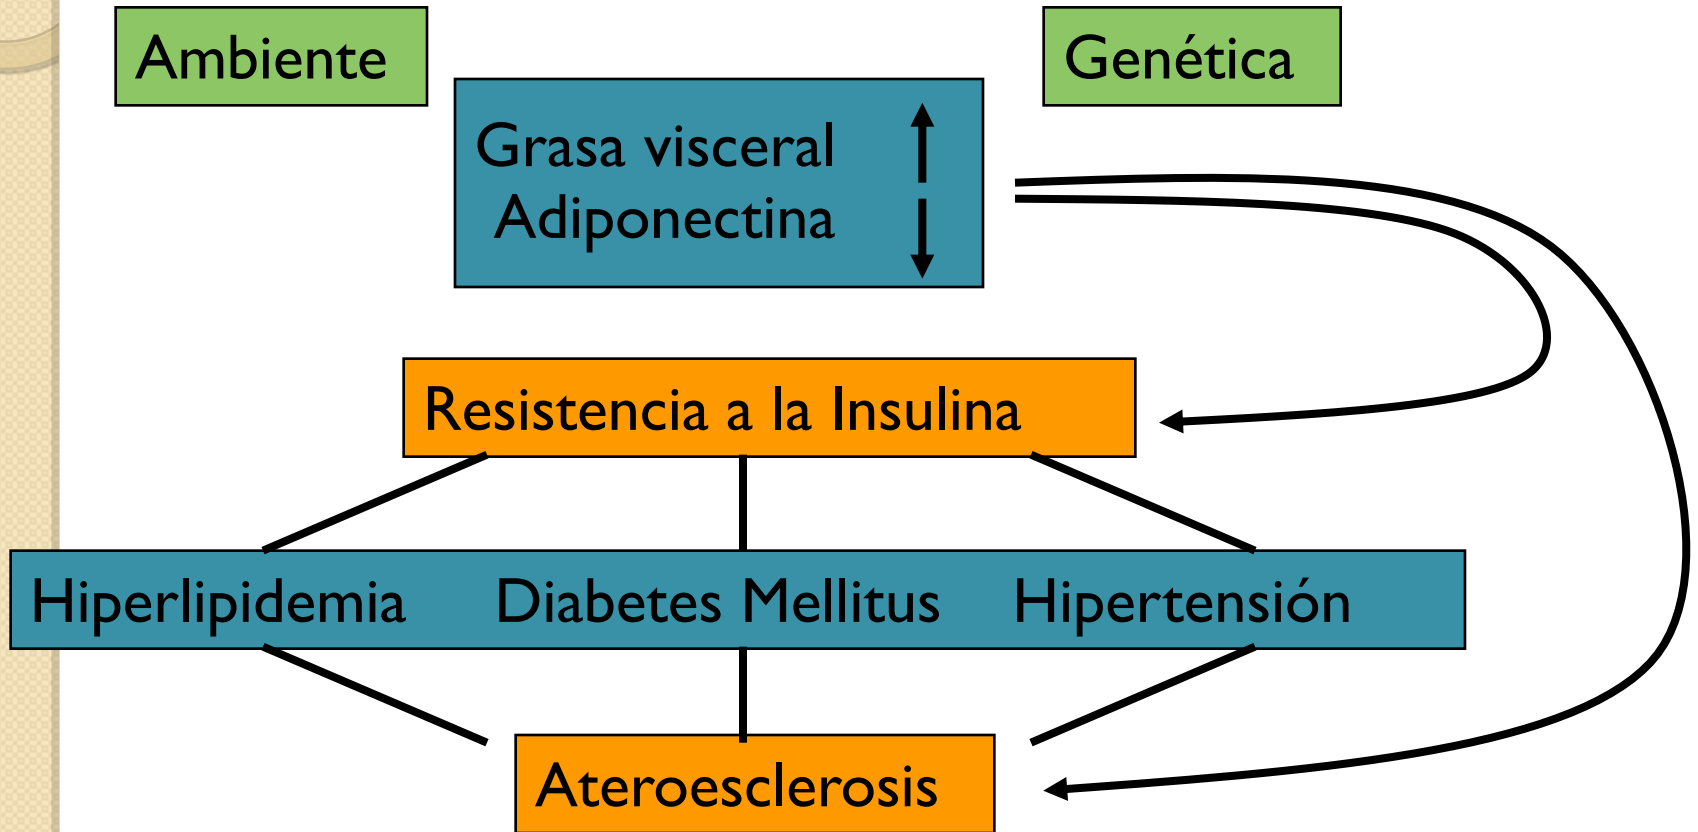 Ambiente
Genética
Grasa visceral
Adiponectina
Resistencia a la Insulina
Hiperlipidemia Diabetes Mellitus Hipertensión
Ateroesclerosis